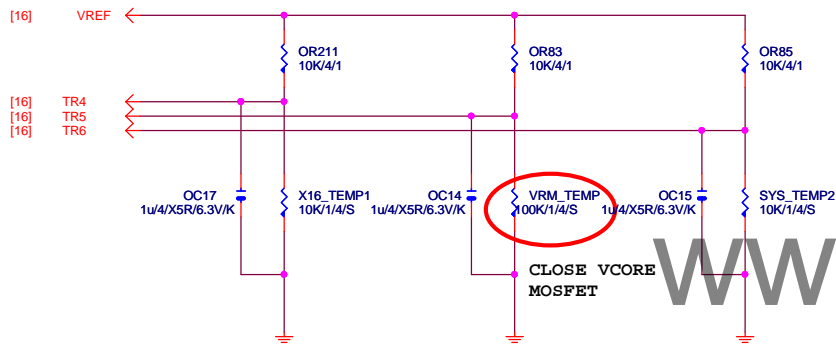 [16] VREF
OR211
10K/4/1
OR83
10K/4/1
OR85
10K/4/1
[16] TR4
[16] TR5
[16] TR6
OC17
1u/4/X5R/6.3V/K
X16_TEMP1
10K/1/4/S
OC14
1u/4/X5R/6.3V/K
VRM_TEMP
100K/1/4/S
OC15
1u/4/X5R/6.3V/K
SYS_TEMP2
10K/1/4/S
CLOSE VCORE
MOSFET
WW